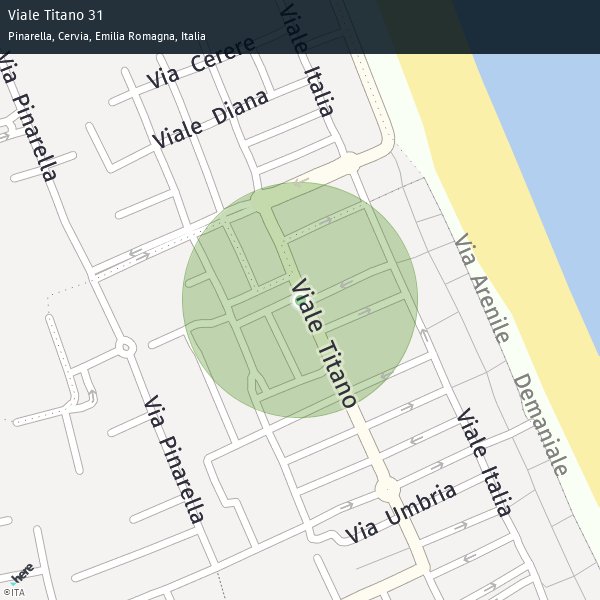 Viale Titano 31
Pinarella, Cervia, Emilia Romagna, Italia
Via Cerere
Viale Italia
Via Pinarella
Viale Diana
Via Arenile Demaniale
Viale Titano
Via Pinarella
Viale Italia
Via Umbria
here
©ITA